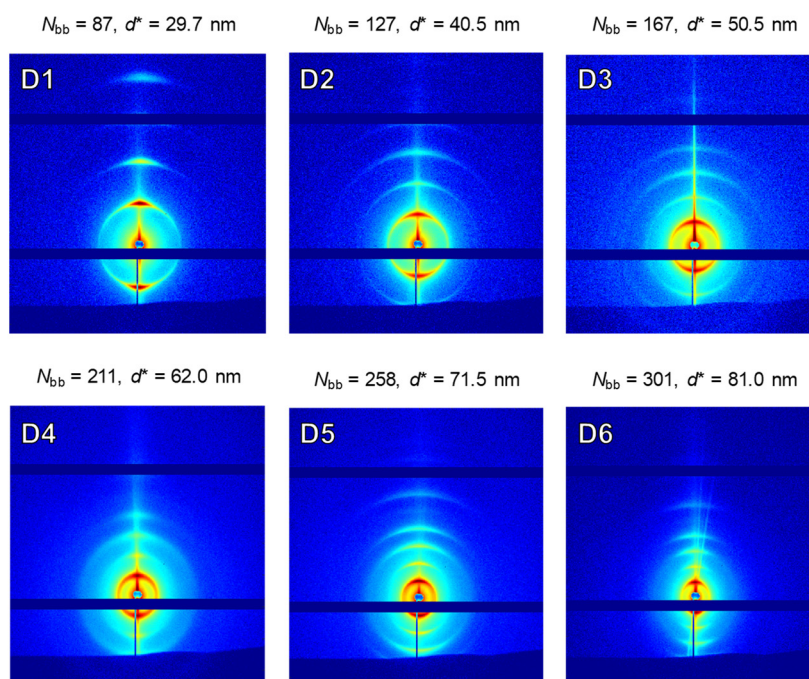 N_bb = 87, d* = 29.7 nm
N_bb = 127, d* = 40.5 nm
N_bb = 167, d* = 50.5 nm
D1
D2
D3
N_bb = 211, d* = 62.0 nm
N_bb = 258, d* = 71.5 nm
N_bb = 301, d* = 81.0 nm
D4
D5
D6